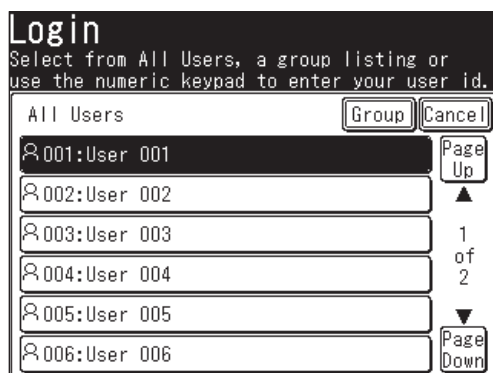 Login
Select from All Users, a group listing or
use the numeric keypad to enter your user id.
All Users
Group
Cancel
001:User 001
002:User 002
003:User 003
004:User 004
005:User 005
006:User 006
Page
Up
1
of
2
Page
Down